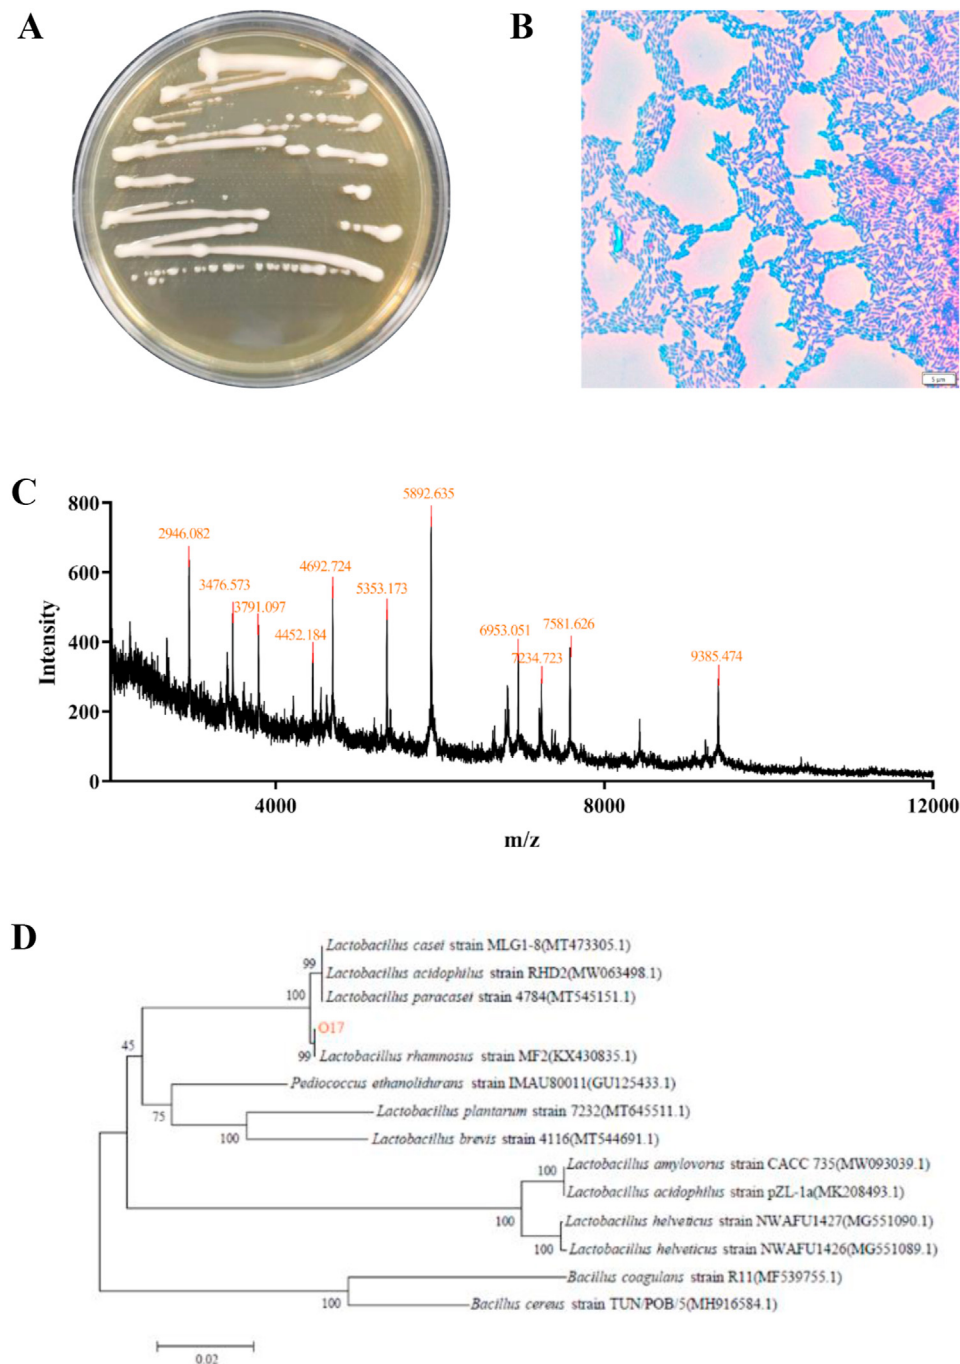 A
B
5 μm
C
800
600
400
200
0
Intensity
2946.082
3476.573
3791.097
4452.184
4692.724
5353.173
5892.635
6953.051
7234.723
7581.626
9385.474
4000
8000
12000
m/z
D
Lactobacillus casei strain MLG1-8(MT473305.1)
99
Lactobacillus acidophilus strain RHD2(MW063498.1)
100
Lactobacillus paracasei strain 4784(MT545151.1)
O17
45
99
Lactobacillus rhamnosus strain MF2(KX430835.1)
Pediococcus ethanolidurans strain IMAU80011(GU125433.1)
75
Lactobacillus plantarum strain 7232(MT645511.1)
100
Lactobacillus brevis strain 4116(MT544691.1)
Lactobacillus amylovorus strain CACC 735(MW093039.1)
100
Lactobacillus acidophilus strain pZL-1a(MK208493.1)
100
Lactobacillus helveticus strain NWAFU1427(MG551090.1)
100
Lactobacillus helveticus strain NWAFU1426(MG551089.1)
Bacillus coagulans strain R11(MF539755.1)
100
Bacillus cereus strain TUN/POB/5(MH916584.1)
0.02